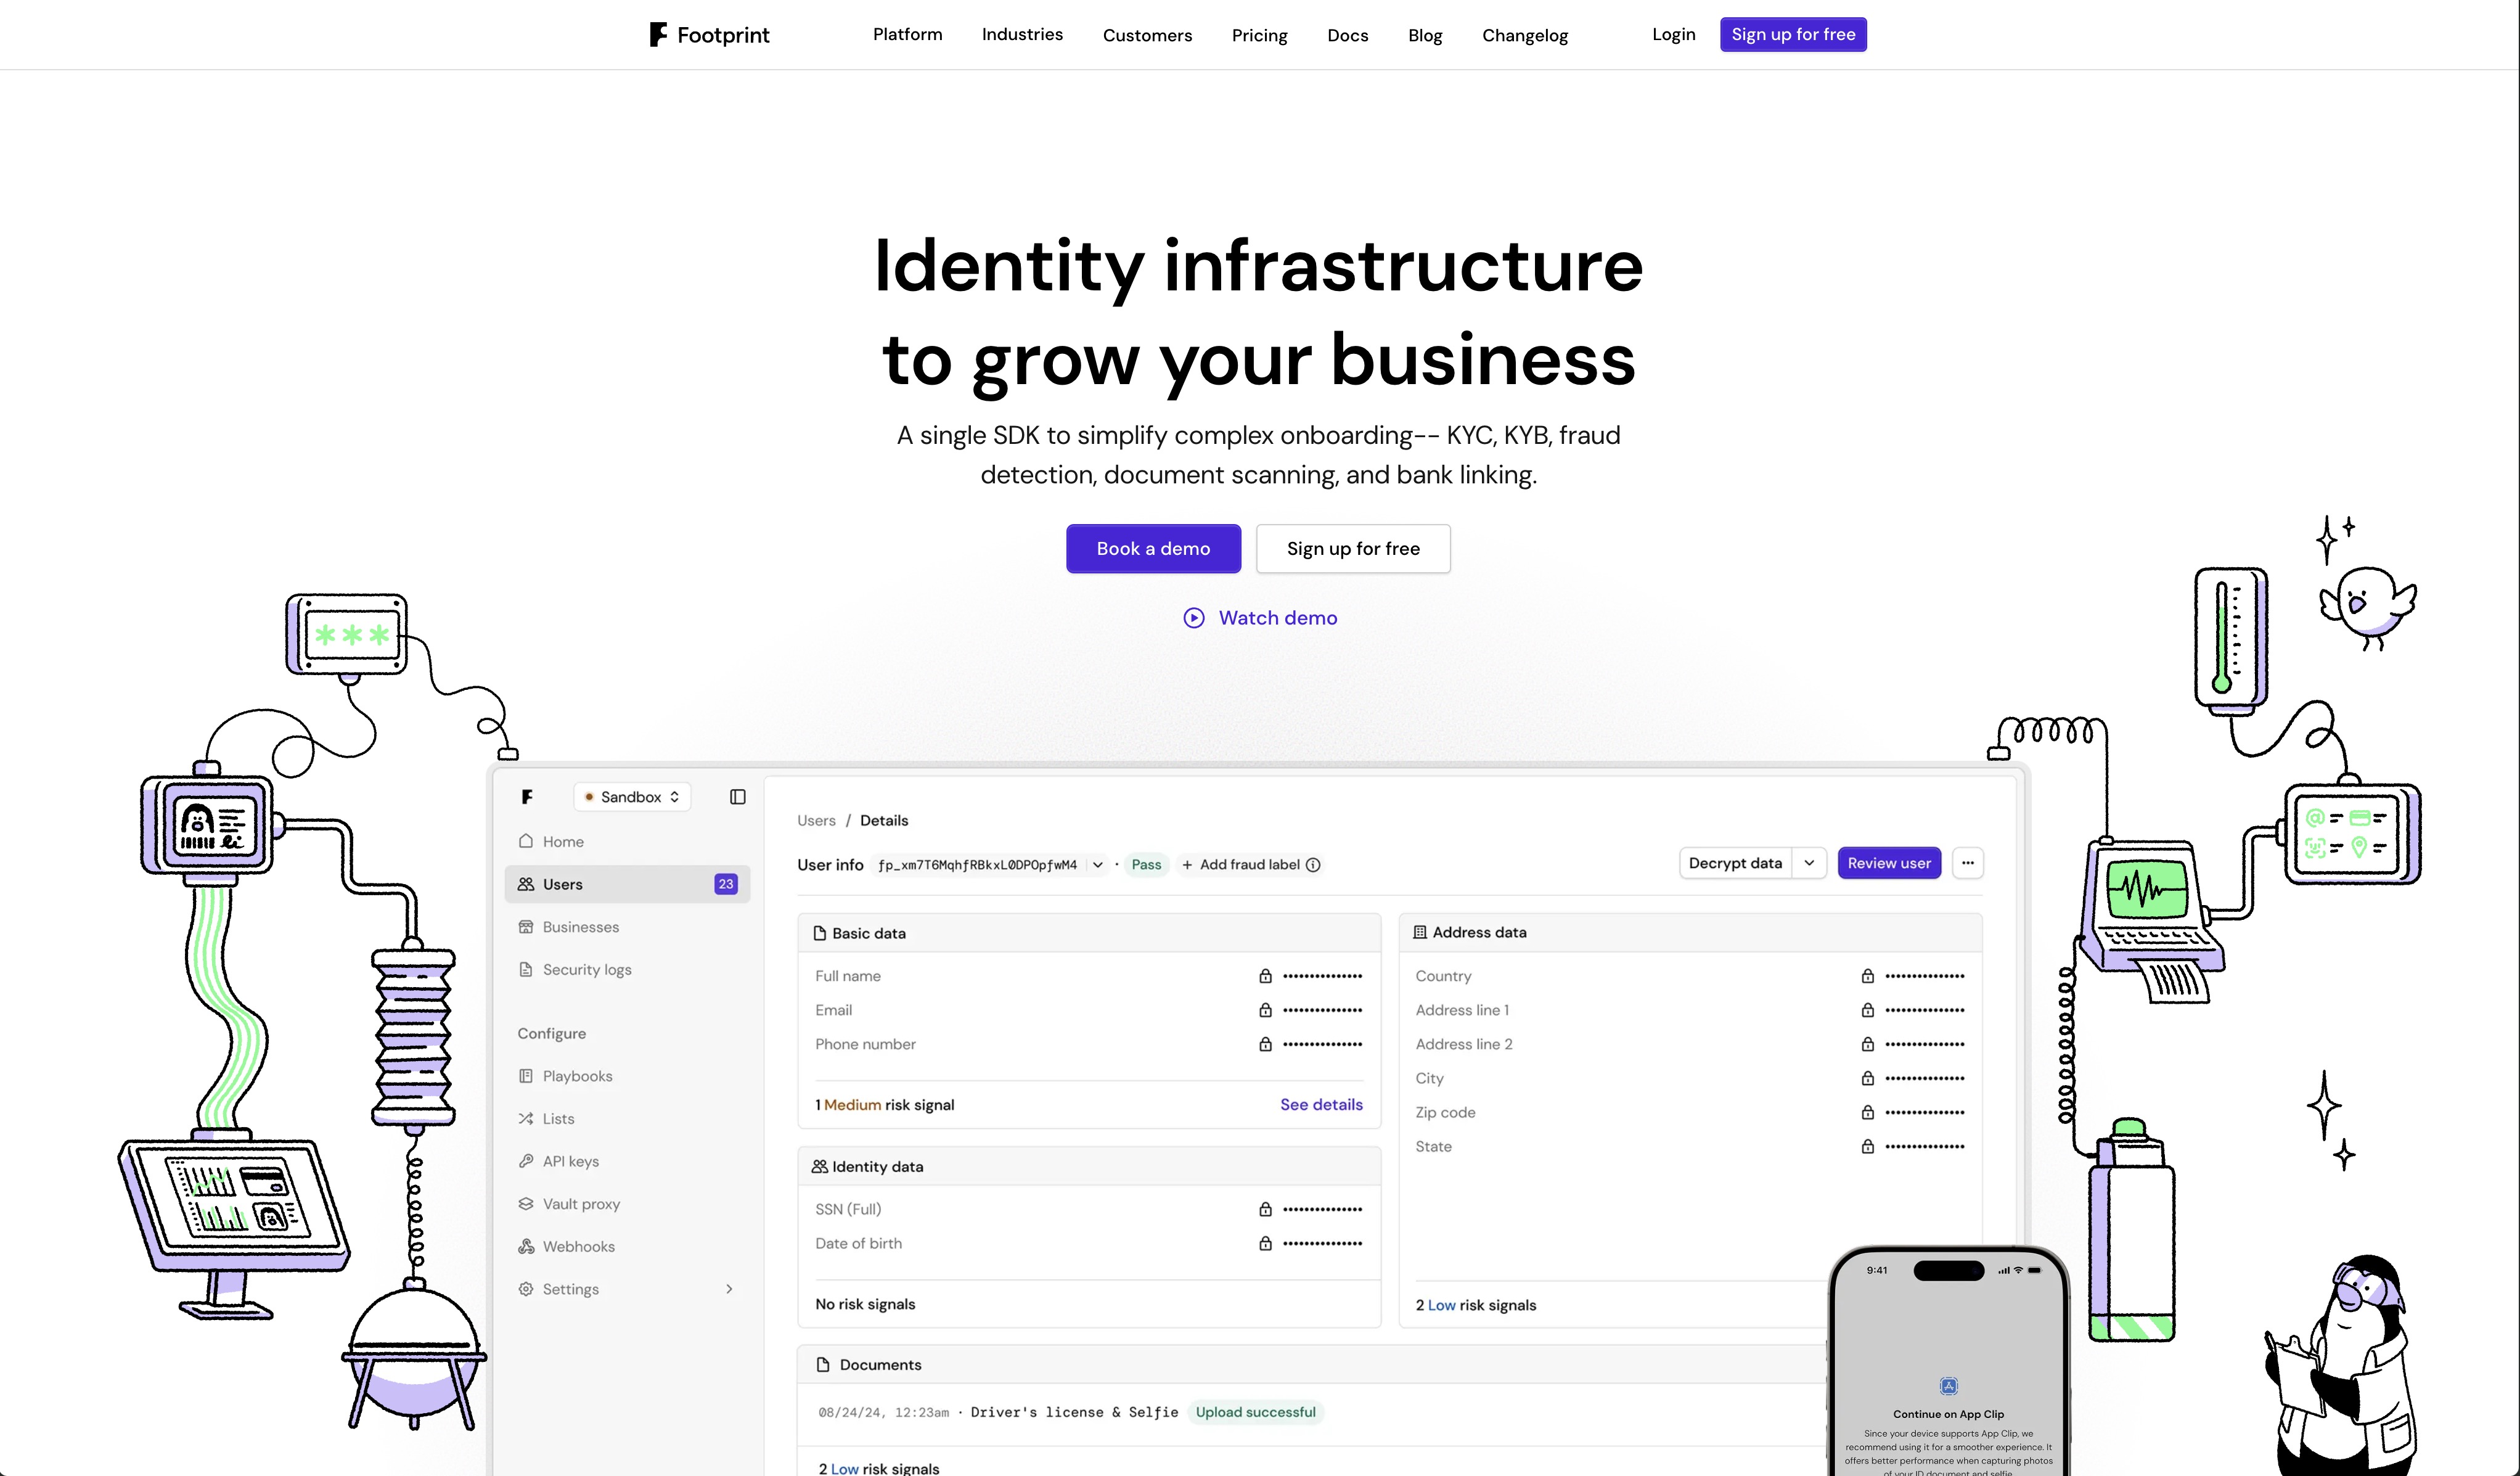 Footprint
Platform
Industries
Customers
Pricing
Docs
Blog
Changelog
Login
Sign up for free
Identity infrastructure
to grow your business
A single SDK to simplify complex onboarding-- KYC, KYB, fraud
detection, document scanning, and bank linking.
Book a demo
Sign up for free
Watch demo
Sandbox
Home
Users
23
Businesses
Security logs
Configure
Playbooks
Lists
API keys
Vault proxy
Webhooks
Settings
Users / Details
User info
fp_xm7T6MqhfRBkxL0DPOpfwM4
· Pass
+ Add fraud label
Decrypt data
Review user
Basic data
Full name
Email
Phone number
1 Medium risk signal
See details
Identity data
SSN (Full)
Date of birth
No risk signals
Address data
Country
Address line 1
Address line 2
City
Zip code
State
2 Low risk signals
Documents
08/24/24, 12:23am · Driver's license & Selfie
Upload successful
2 Low risk signals
9:41
Continue on App Clip
Since your device supports App Clip, we
recommend using it for a smoother experience. It
offers better performance when capturing photos
of your ID document and selfie.